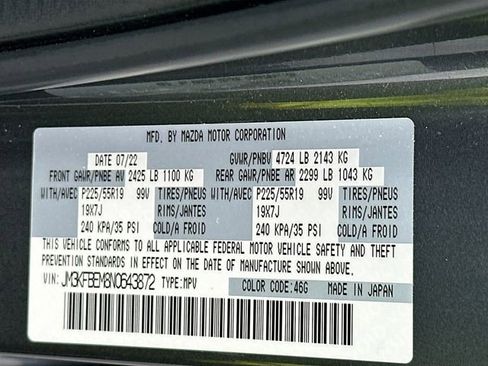 MFD. BY MAZDA MOTOR CORPORATION
DATE 07/22 GVWR/PNBV 4724 LB 2143 KG
FRONT GAWR/PNBE AV 2425 LB 1100 KG REAR GAWR/PNBE AR 2299 LB 1043 KG
WITH/AVEC P225/55R19 99V TIRES/PNEUS WITH/AVEC P225/55R19 99V TIRES/PNEUS
19X7J RIMS/JANTES 19X7J RIMS/JANTES
240 KPA/35 PSI COLD/A FROID 240 KPA/35 PSI COLD/A FROID
THIS VEHICLE CONFORMS TO ALL APPLICABLE FEDERAL MOTOR VEHICLE SAFETY AND THEFT
PREVENTION STANDARDS IN EFFECT ON THE DATE OF MANUFACTURE SHOWN ABOVE.
VIN: JM3KFBEM8N0643872 TYPE: MPV COLOR CODE: 46G MADE IN JAPAN